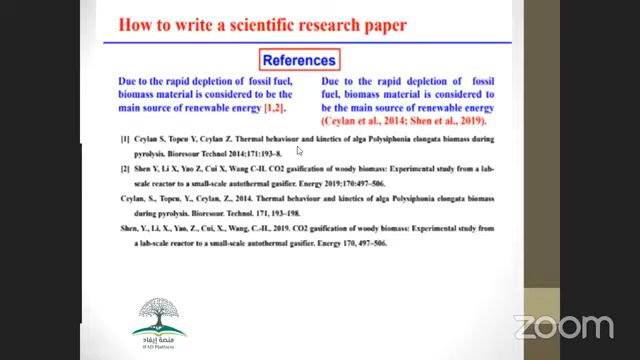 How to write a scientific research paper
References
Due to the rapid depletion of fossil fuel,
biomass material is considered to be the
main source of renewable energy [1,2].
Due to the rapid depletion of fossil
fuel, biomass material is considered to
be the main source of renewable energy
(Ceylan et al., 2014; Shen et al., 2019).
[1] Ceylan S, Topcu Y, Ceylan Z. Thermal behaviour and kinetics of alga Polysiphonia elongata biomass during
pyrolysis. Bioresour Technol 2014;171:193-8.
[2] Shen Y, Li X, Yao Z, Cui X, Wang C-H. CO2 gasification of woody biomass: Experimental study from a lab-
scale reactor to a small-scale autothermal gasifier. Energy 2019;170:497-506.
Ceylan, S., Topcu, Y., Ceylan, Z., 2014. Thermal behaviour and kinetics of alga Polysiphonia elongata biomass
during pyrolysis. Bioresour. Technol. 171, 193-198.
Shen, Y., Li, X., Yao, Z., Cui, X., Wang, C.-H., 2019. CO2 gasification of woody biomass: Experimental study from
a lab-scale reactor to a small-scale autothermal gasifier. Energy 170, 497-506.
منصة إيفاد
IFAD Platform
zoom